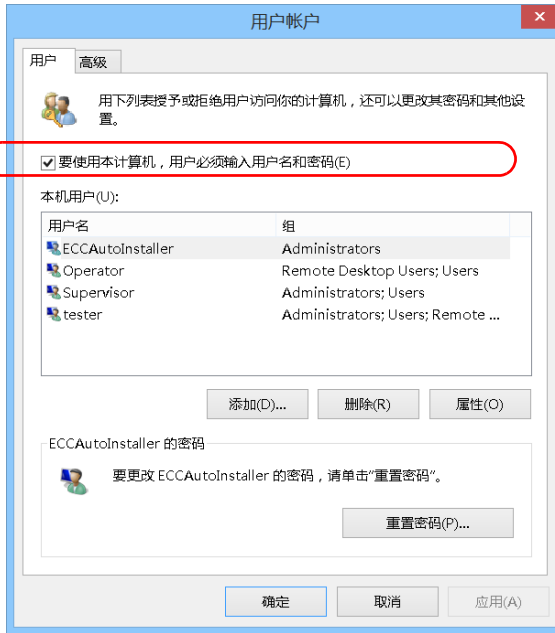 用户帐户
用户
高级
用下列表授予或拒绝用户访问你的计算机，还可以更改其密码和其他设
置。
要使用本计算机，用户必须输入用户名和密码(E)
本机用户(U):
用户名 组
ECCAutoInstaller Administrators
Operator Remote Desktop Users; Users
Supervisor Administrators; Users
tester Administrators; Users; Remote ...
添加(D)... 删除(R) 属性(O)
ECCAutoInstaller 的密码
要更改 ECCAutoInstaller 的密码，请单击“重置密码”。
重置密码(P)...
确定 取消 应用(A)